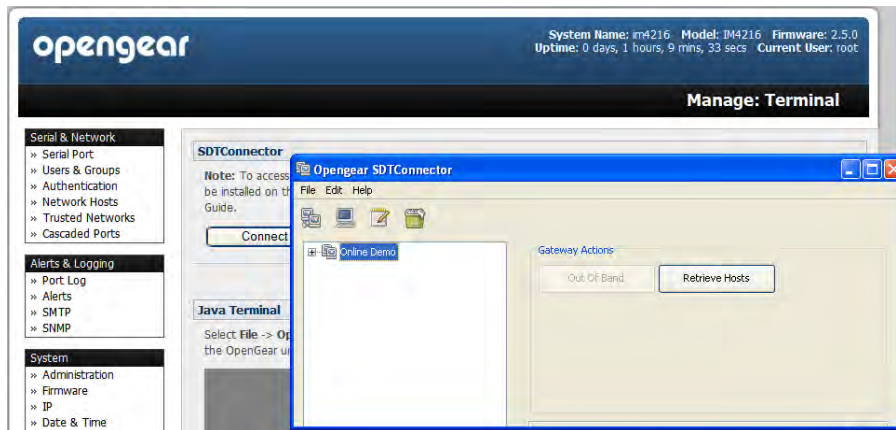 opengear
System Name: im4216 Model: IM4216 Firmware: 2.5.0
Uptime: 0 days, 1 hours, 9 mins, 33 secs Current User: root
Manage: Terminal
Serial & Network
» Serial Port
» Users & Groups
» Authentication
» Network Hosts
» Trusted Networks
» Cascaded Ports
Alerts & Logging
» Port Log
» Alerts
» SMTP
» SNMP
System
» Administration
» Firmware
» IP
» Date & Time
SDTConnector
Note: To access
be installed on th
Guide.
Connect
Java Terminal
Select File -> Op
the OpenGear un
Opengear SDTConnector
File Edit Help
Online Demo
Gateway Actions
Out Of Band
Retrieve Hosts